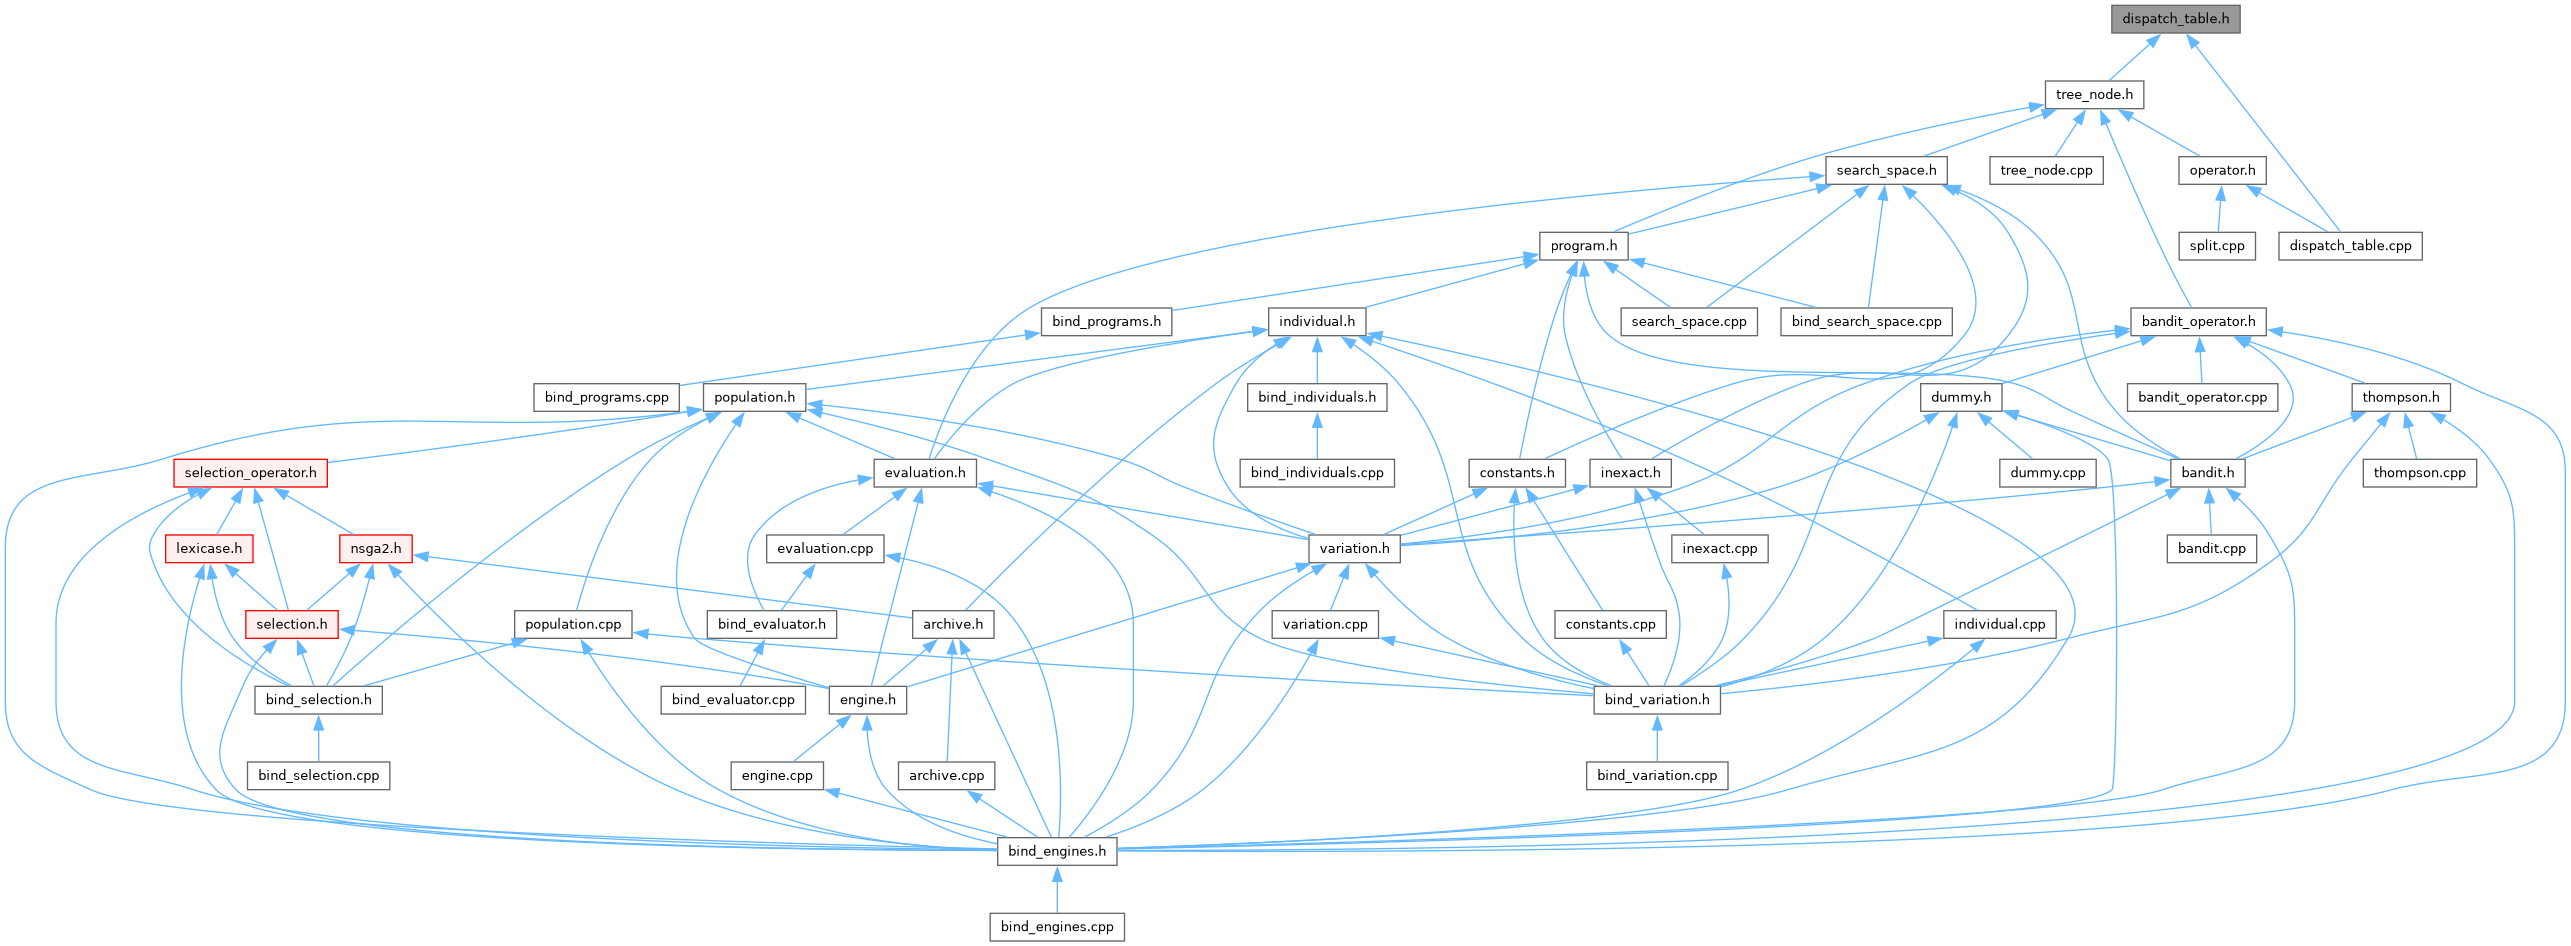 dispatch_table.h
tree_node.h
search_space.h
tree_node.cpp
operator.h
program.h
split.cpp
dispatch_table.cpp
bind_programs.h
individual.h
search_space.cpp
bind_search_space.cpp
bandit_operator.h
bind_programs.cpp
population.h
bind_individuals.h
dummy.h
bandit_operator.cpp
thompson.h
selection_operator.h
evaluation.h
bind_individuals.cpp
constants.h
inexact.h
dummy.cpp
bandit.h
thompson.cpp
lexicase.h
nsga2.h
evaluation.cpp
variation.h
inexact.cpp
bandit.cpp
selection.h
population.cpp
bind_evaluator.h
archive.h
variation.cpp
constants.cpp
individual.cpp
bind_selection.h
bind_evaluator.cpp
engine.h
bind_variation.h
bind_selection.cpp
engine.cpp
archive.cpp
bind_variation.cpp
bind_engines.h
bind_engines.cpp